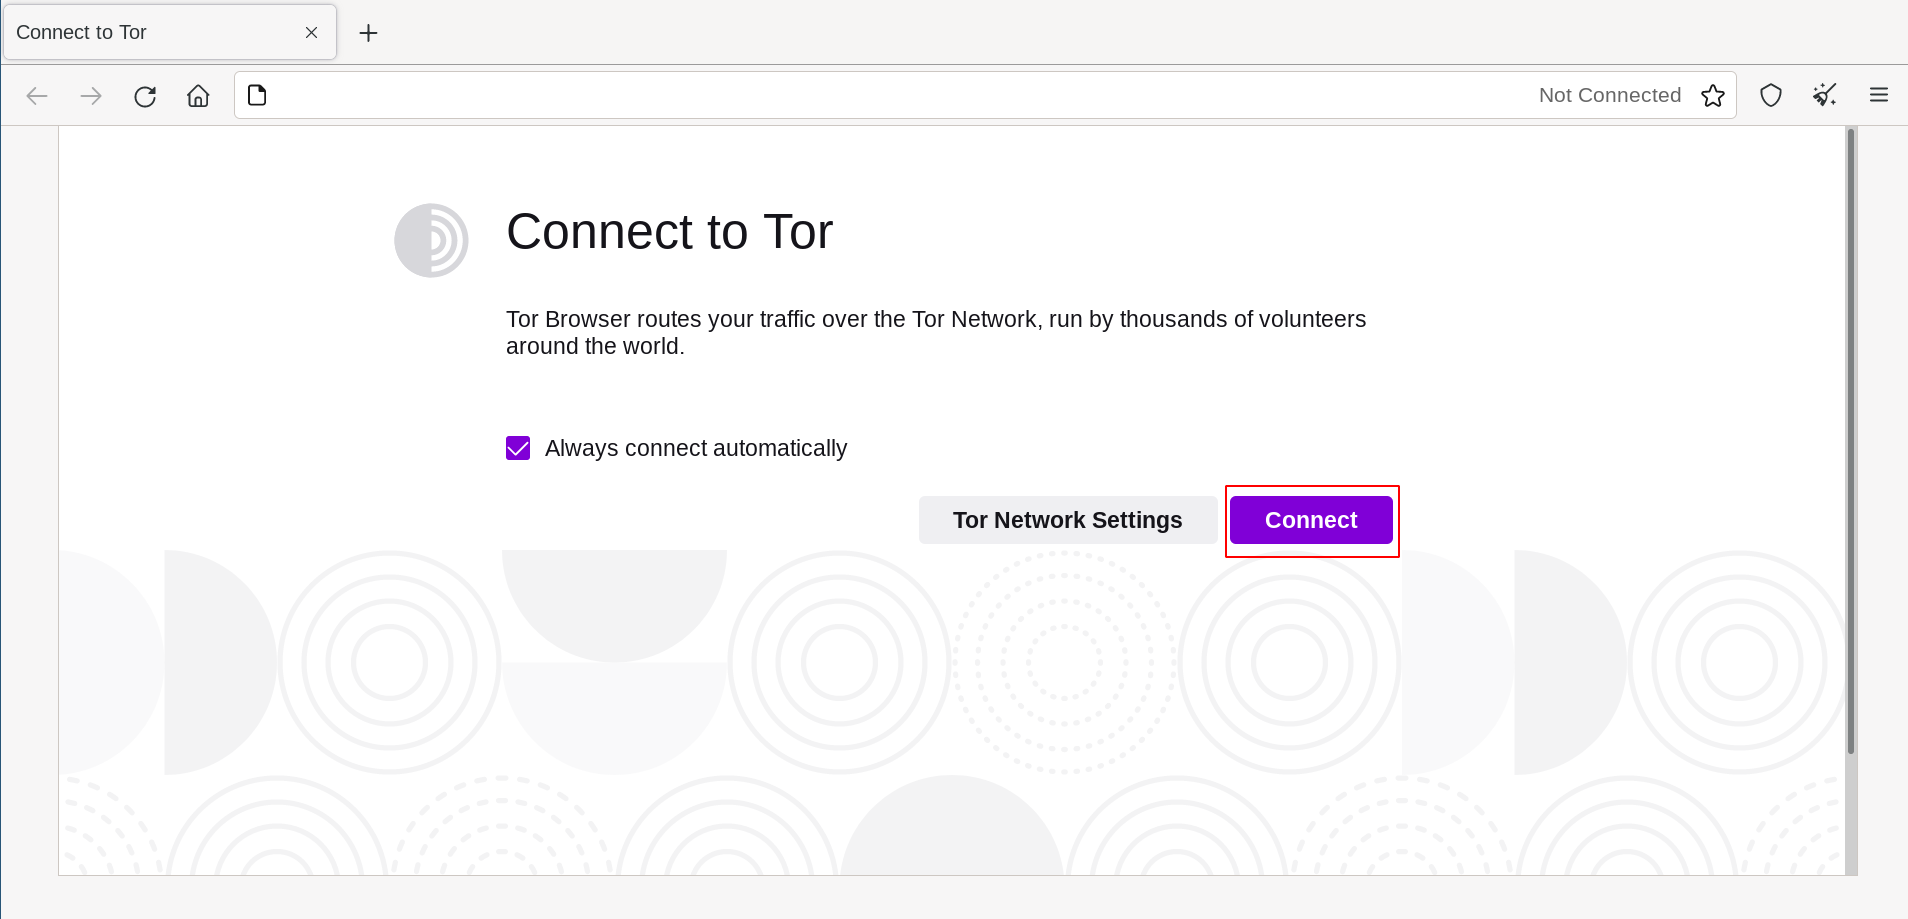 Connect to Tor
Not Connected
Connect to Tor
Tor Browser routes your traffic over the Tor Network, run by thousands of volunteers
around the world.
Always connect automatically
Tor Network Settings
Connect